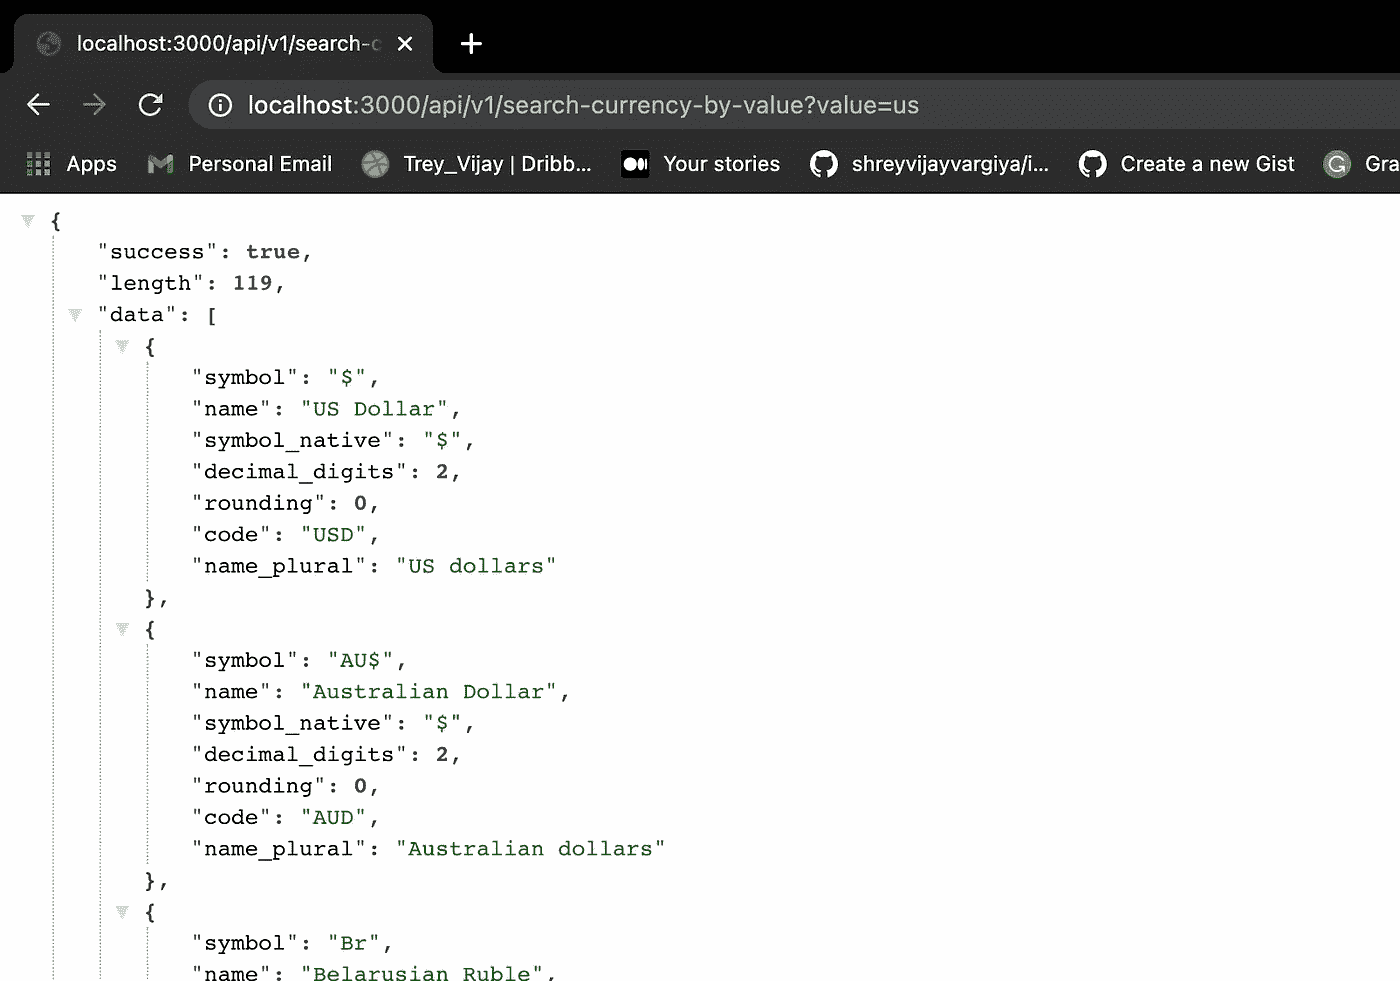 localhost:3000/api/v1/search-c
localhost:3000/api/v1/search-currency-by-value?value=us
Apps Personal Email Trey_Vijay | Dribb... Your stories shreyvijayvargiya/i... Create a new Gist G Gra
{
"success": true,
"length": 119,
"data": [
{
"symbol": "$",
"name": "US Dollar",
"symbol_native": "$",
"decimal_digits": 2,
"rounding": 0,
"code": "USD",
"name_plural": "US dollars"
},
{
"symbol": "AU$",
"name": "Australian Dollar",
"symbol_native": "$",
"decimal_digits": 2,
"rounding": 0,
"code": "AUD",
"name_plural": "Australian dollars"
},
{
"symbol": "Br",
"name": "Belarusian Ruble",